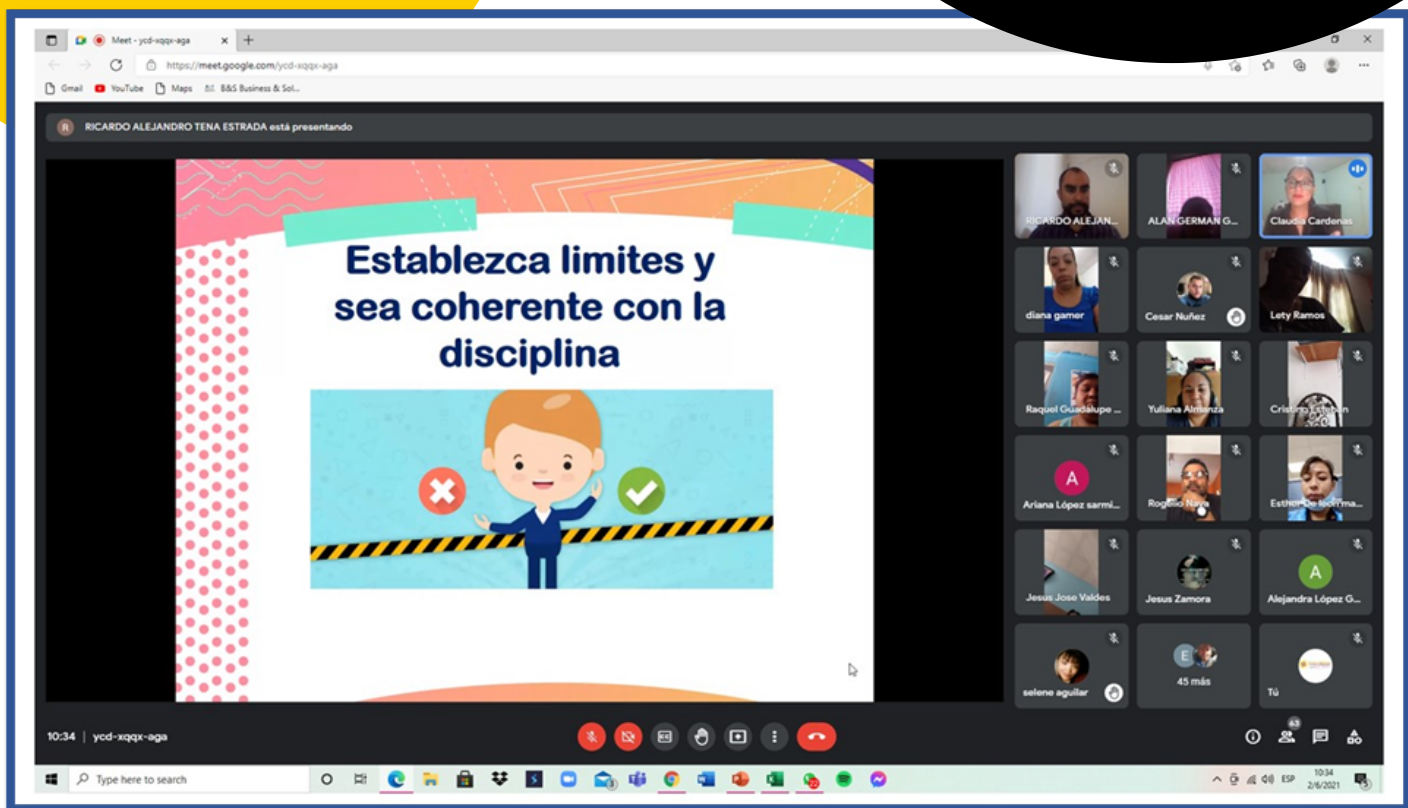 Meet - ycd-xqqx-aga
https://meet.google.com/ycd-xqqx-aga
Gmail
YouTube
Maps
B&S Business & Sol...
R
RICARDO ALEJANDRO TENA ESTRADA está presentando
Establezca limites y
sea coherente con la
disciplina
RICARDO ALEJAN...
ALAN GERMAN G...
Claudia Cardenas
diana gamer
Cesar Nuñez
Lety Ramos
Raquel Guadalupe ...
Yuliana Almanza
Cristino Esteban
A
Ariana López sarmi...
Rogelio Naya
Jesus Jose Valdes
Jesus Zamora
A
Alejandra López G...
selene aguilar
E
45 más
Tú
10:34 | ycd-xqqx-aga
63
Type here to search
ESP
10:34
2/6/2021